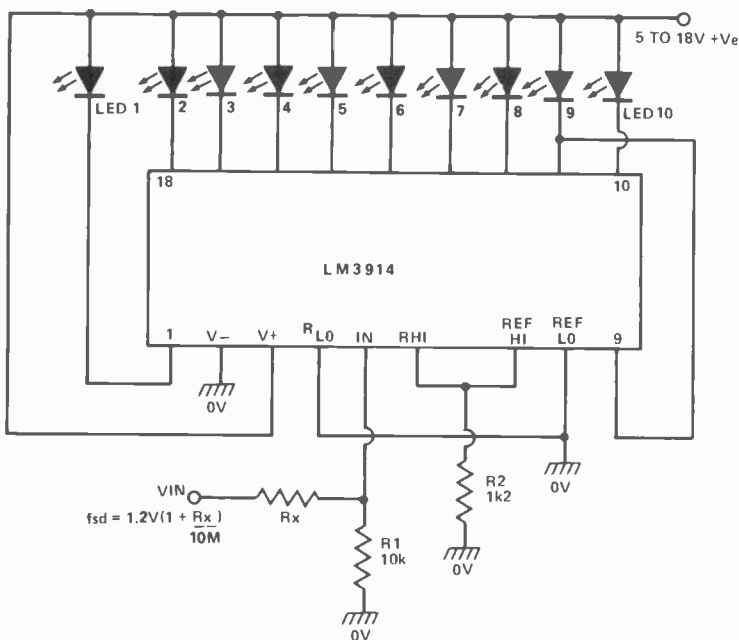 5 TO 18V +Ve
LED 1
2
3
4
5
6
7
8
9
LED 10
18
10
LM3914
1
V–
V+
RLO
IN
RHI
REF
HI
REF
LO
9
0V
VIN
Rx
fsd = 1.2V(1 + Rx )
10M
R1
10k
0V
R2
1k2
0V
0V